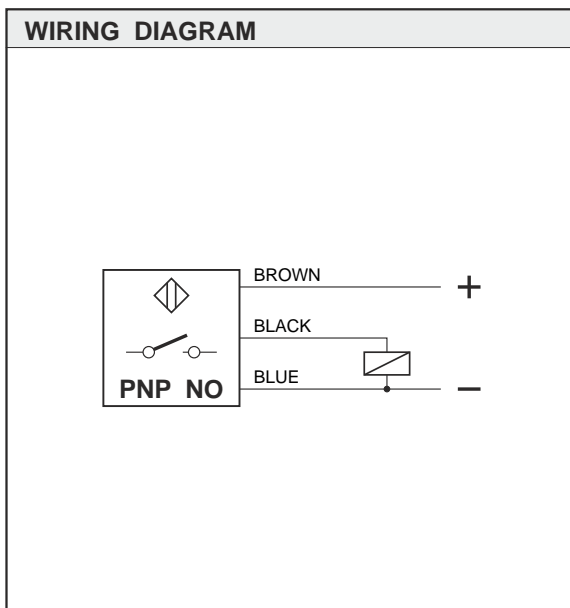 WIRING DIAGRAM
BROWN
+
BLACK
BLUE
−
PNP NO